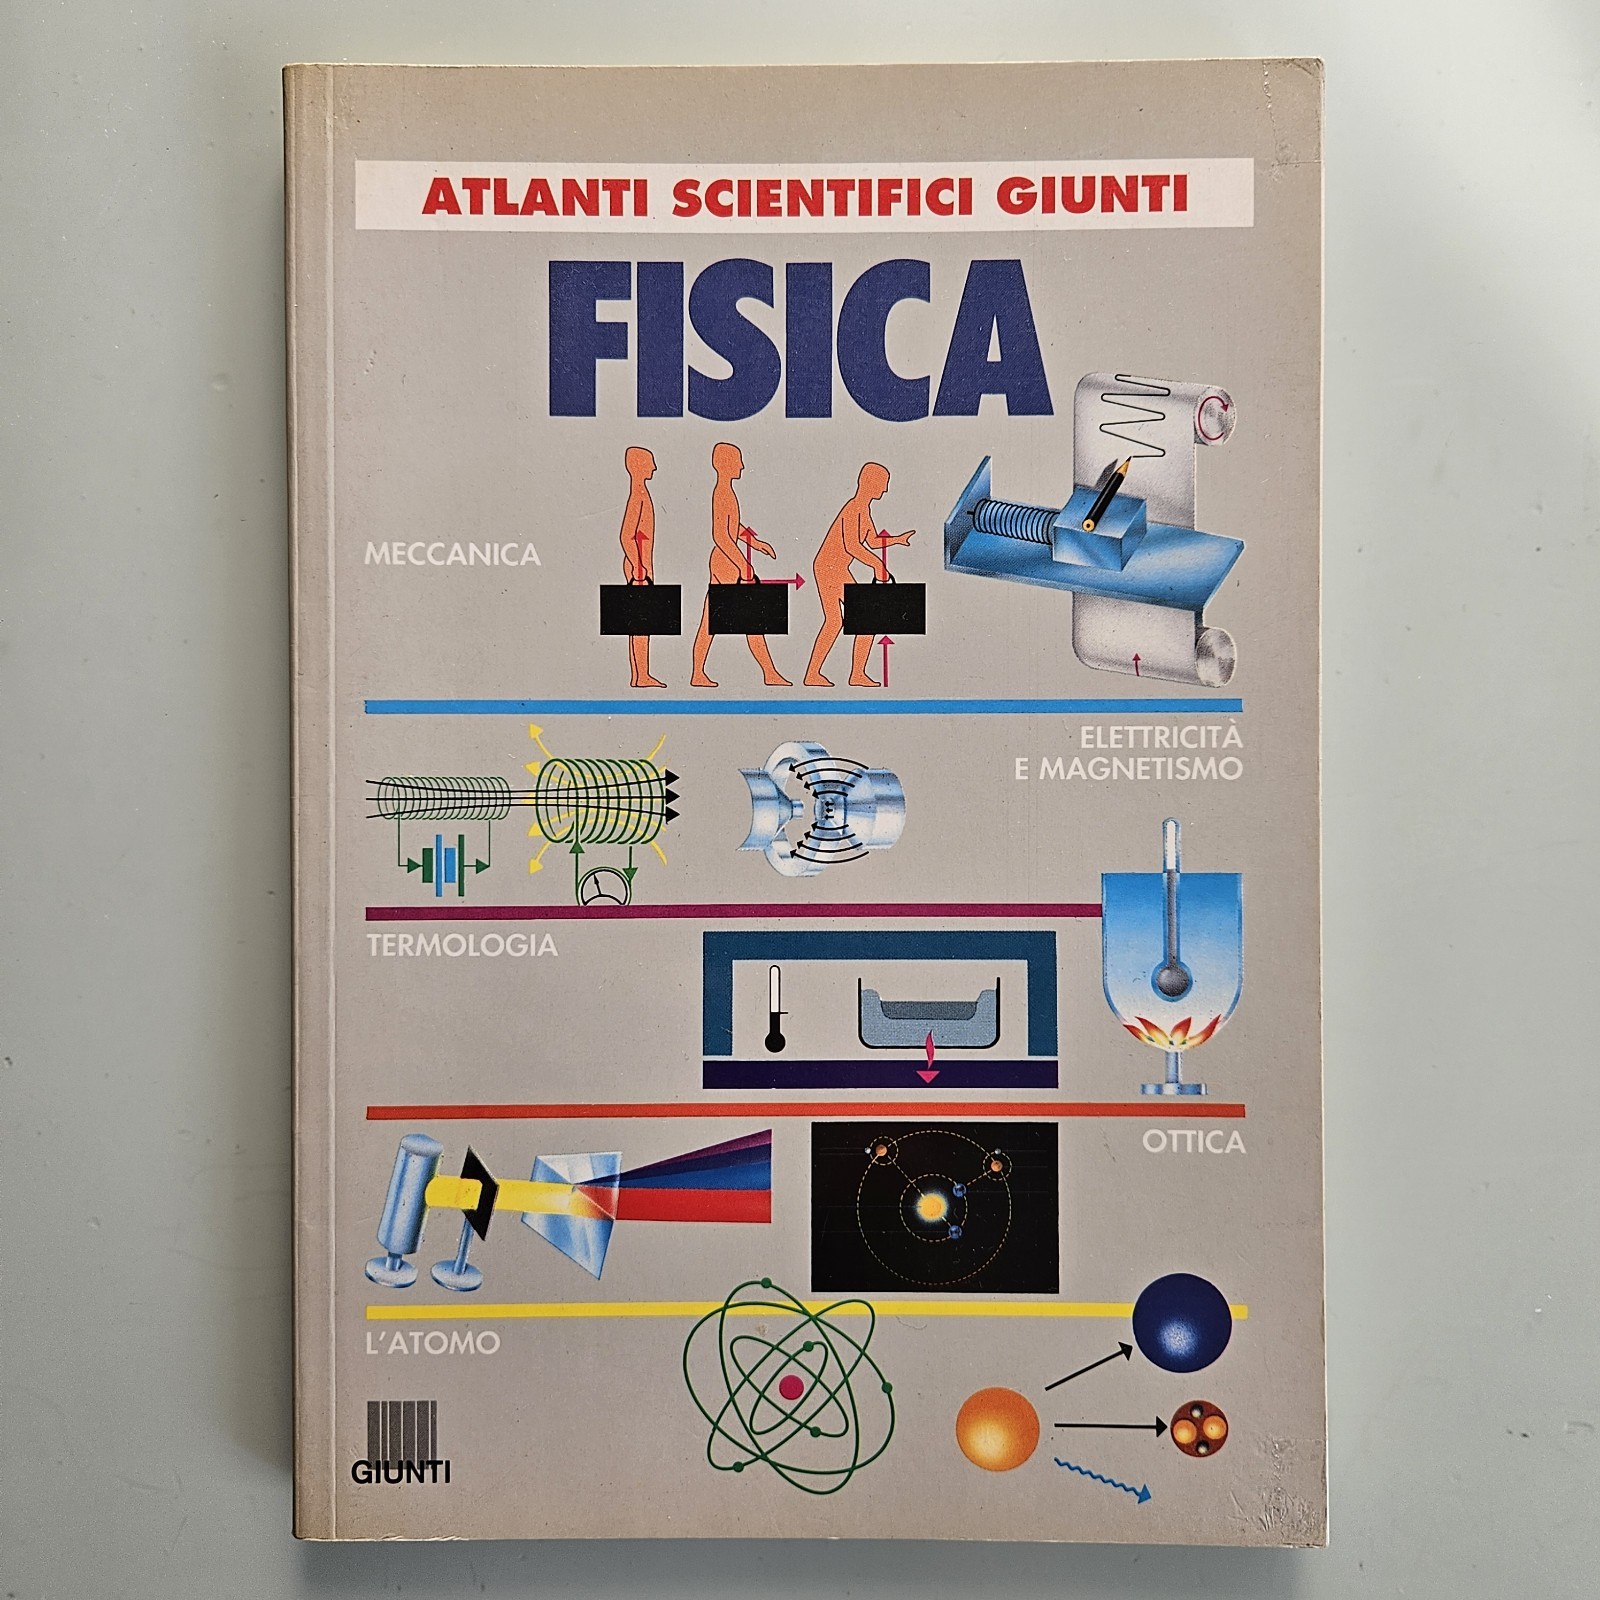 ATLANTI SCIENTIFICI GIUNTI
FISICA
MECCANICA
ELETTRICITÀ
E MAGNETISMO
TERMOLOGIA
OTTICA
L'ATOMO
GIUNTI